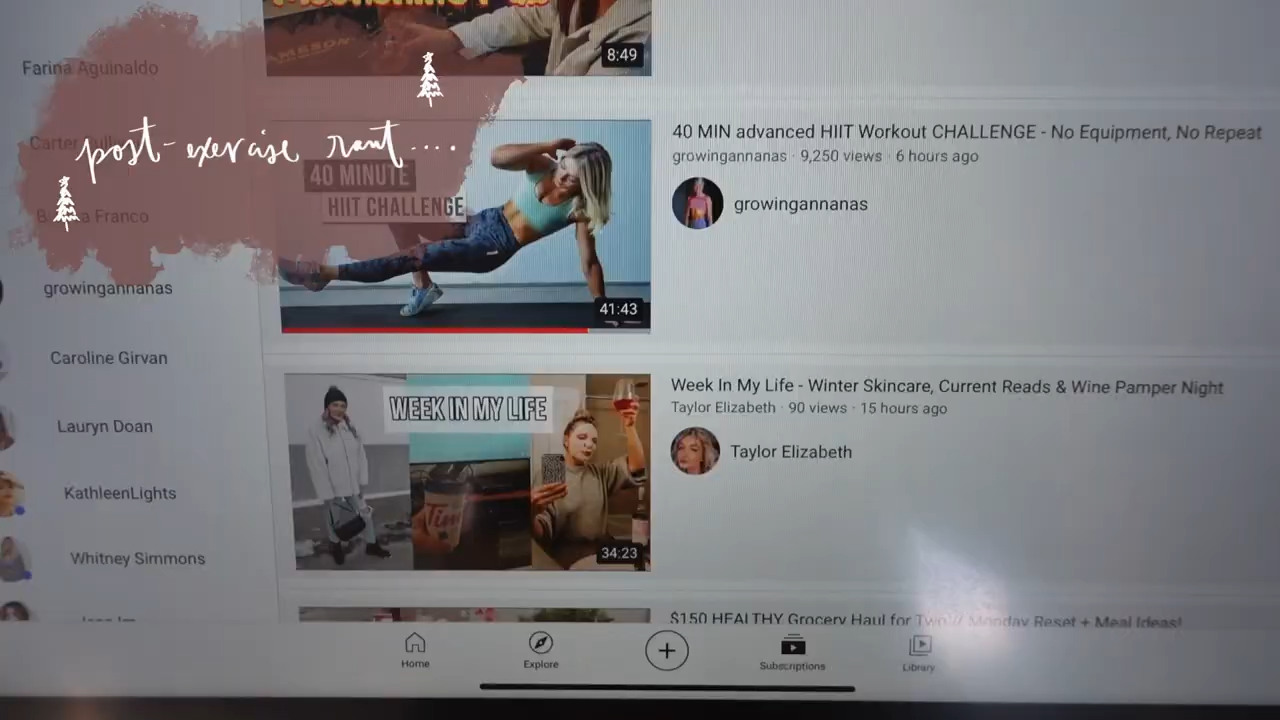 8:49
Farina Aguinaldo
post-exercise rant....
40 MINUTE
HIIT CHALLENGE
41:43
40 MIN advanced HIIT Workout CHALLENGE - No Equipment, No Repeat
growingannanas · 9,250 views · 6 hours ago
growingannanas
Franco
growingannanas
Caroline Girvan
Lauryn Doan
KathleenLights
Whitney Simmons
WEEK IN MY LIFE
34:23
Week In My Life - Winter Skincare, Current Reads & Wine Pamper Night
Taylor Elizabeth · 90 views · 15 hours ago
Taylor Elizabeth
$150 HEALTHY Grocery Haul for Two // Monday Reset + Meal Ideas!
Home
Explore
Subscriptions
Library